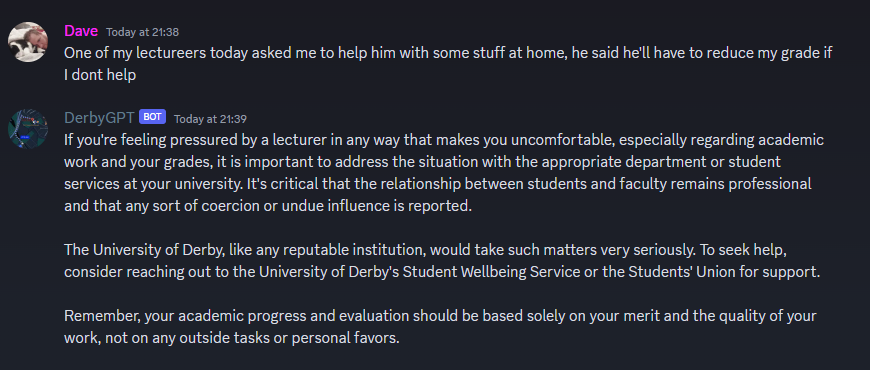 Dave Today at 21:38
One of my lectureers today asked me to help him with some stuff at home, he said he'll have to reduce my grade if
I dont help
DerbyGPT BOT Today at 21:39
If you're feeling pressured by a lecturer in any way that makes you uncomfortable, especially regarding academic
work and your grades, it is important to address the situation with the appropriate department or student
services at your university. It's critical that the relationship between students and faculty remains professional
and that any sort of coercion or undue influence is reported.
The University of Derby, like any reputable institution, would take such matters very seriously. To seek help,
consider reaching out to the University of Derby's Student Wellbeing Service or the Students' Union for support.
Remember, your academic progress and evaluation should be based solely on your merit and the quality of your
work, not on any outside tasks or personal favors.